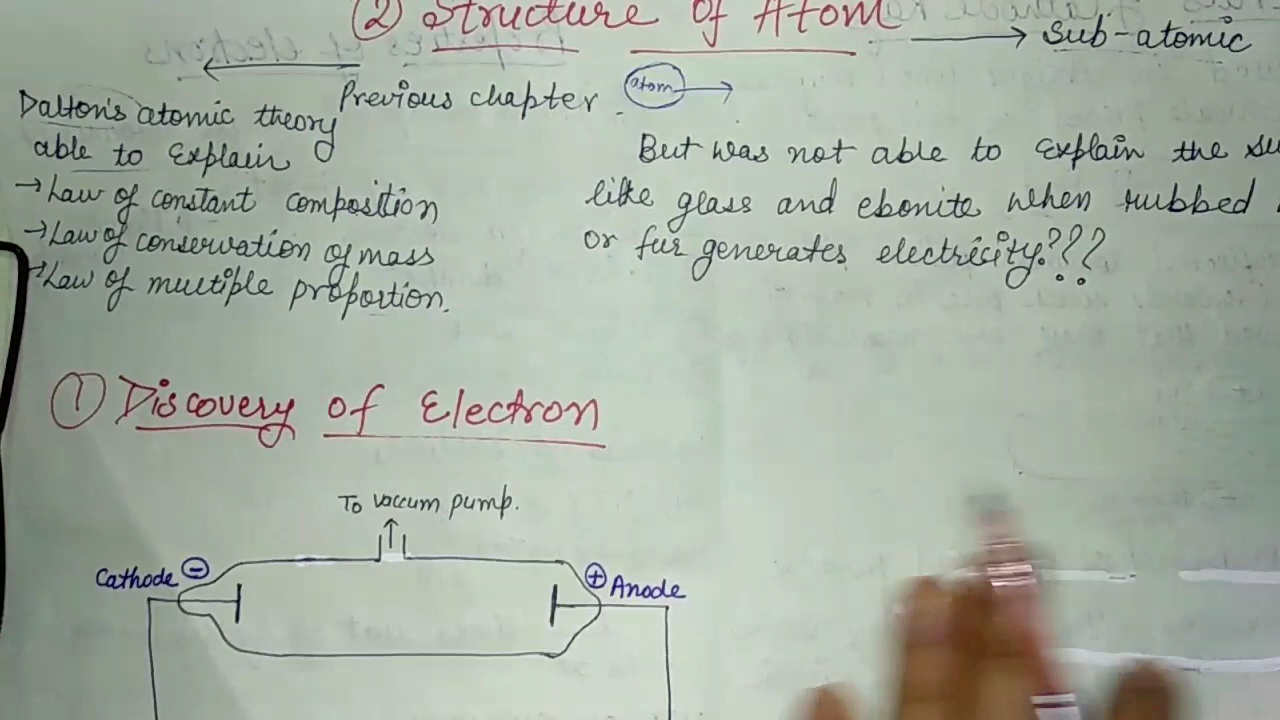 ② Structure of Atom
→ Sub-atomic
Previous chapter
atom
Dalton's atomic theory
able to Explain
→ Law of constant composition
→ Law of conservation of mass
→ Law of multiple proportion.
But was not able to Explain the
like glass and ebonite when rubbed
or fur generates electricity???
① Discovery of Electron
To vaccum pump.
Cathode ⊖
⊕ Anode